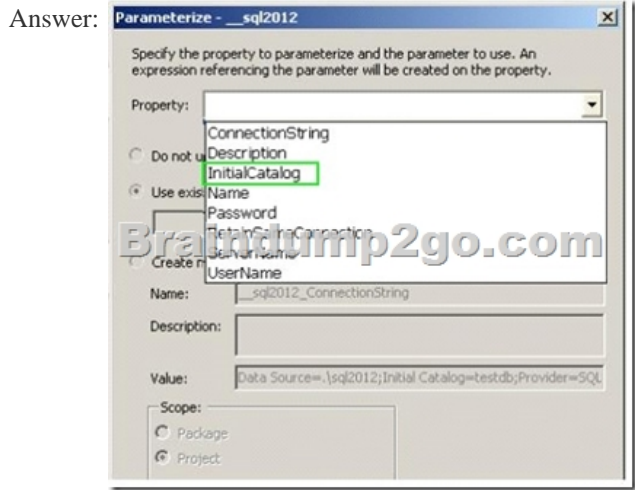 Answer:
Parameterize - __sql2012
Specify the property to parameterize and the parameter to use. An
expression referencing the parameter will be created on the property.
Property:
ConnectionString
Do not u Description
InitialCatalog
Use exis Name
Password
RetainSameConnection
Braindump2go.com
ServerName
Create n
UserName
Name: __sql2012_ConnectionString
Description:
Value: Data Source=.\sql2012;Initial Catalog=testdb;Provider=SQL
Scope:
Package
Project